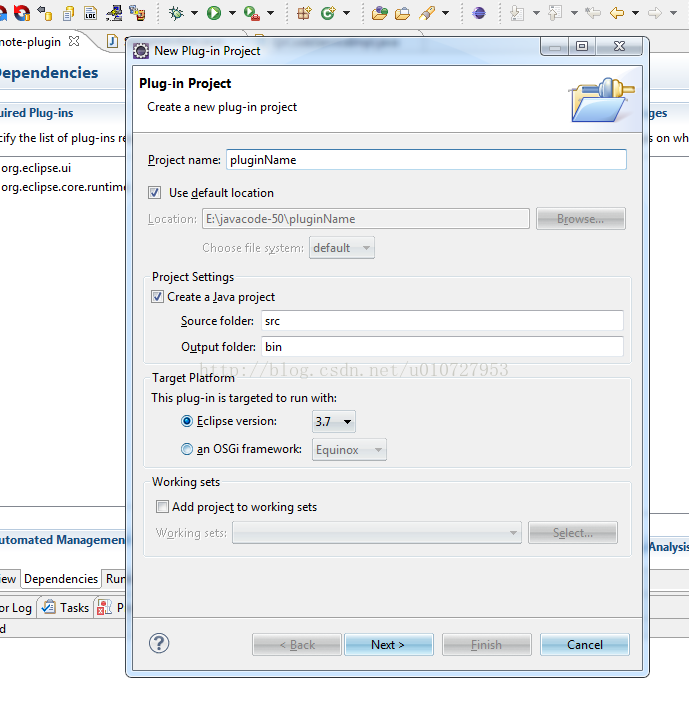 note-plugin
New Plug-in Project
Dependencies
Plug-in Project
Create a new plug-in project
uired Plug-ins
ges
cify the list of plug-ins re
s on wh
org.eclipse.ui
org.eclipse.core.runtime
Project name: pluginName
Use default location
Location: E:\javacode-50\pluginName Browse...
Choose file system: default
Project Settings
Create a Java project
Source folder: src
Output folder: bin
http://blog.csdn.net/u010727953
Target Platform
This plug-in is targeted to run with:
Eclipse version: 3.7
an OSGi framework: Equinox
Working sets
Add project to working sets
Working sets: Select...
utomated Managemen
Analysis
iew Dependencies Run
or Log Tasks P
d
? < Back Next > Finish Cancel